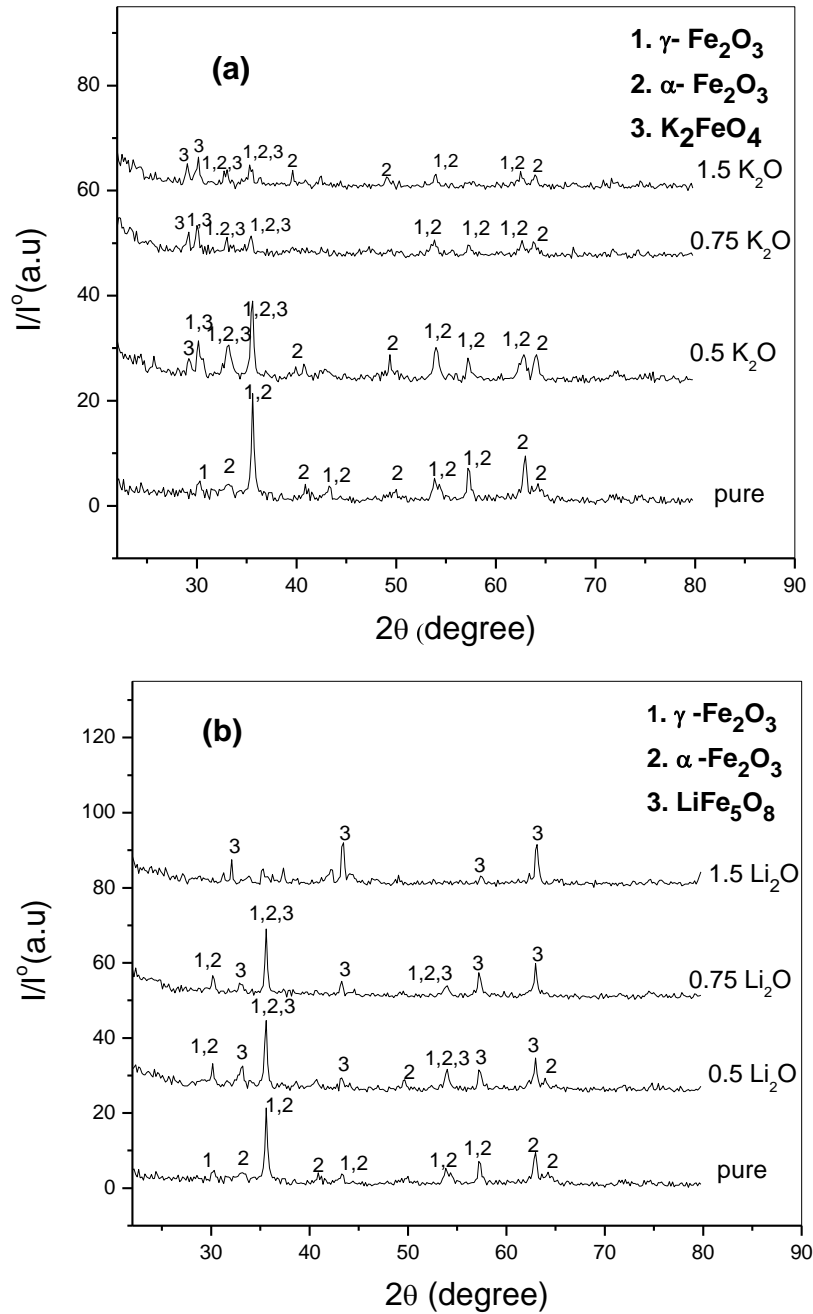 (a)
1. γ- Fe2O3
2. α- Fe2O3
3. K2FeO4
80
60
40
20
0
I/I°(a.u)
3 3 1,2,3 1,2,3 2 2 1,2 1,2 2
1.5 K2O
3 1,3 1.2,3 1,2,3 1,2 1,2 1,2 2
0.75 K2O
3 1,3 1,2,3 1,2,3 2 2 1,2 1,2 1,2 2
0.5 K2O
1 2 1,2 2 1,2 2 1,2 1,2 2 2
pure
30 40 50 60 70 80 90
2θ (degree)
(b)
1. γ -Fe2O3
2. α -Fe2O3
3. LiFe5O8
120
100
80
60
40
20
0
I/I°(a.u)
3 3 3 3
1.5 Li2O
1,2 3 1,2,3 3 1,2,3 3 3
0.75 Li2O
1,2 3 1,2,3 3 2 1,2,3 3 3 2
0.5 Li2O
1 2 1,2 2 1,2 1,2 1,2 2 2
pure
30 40 50 60 70 80 90
2θ (degree)